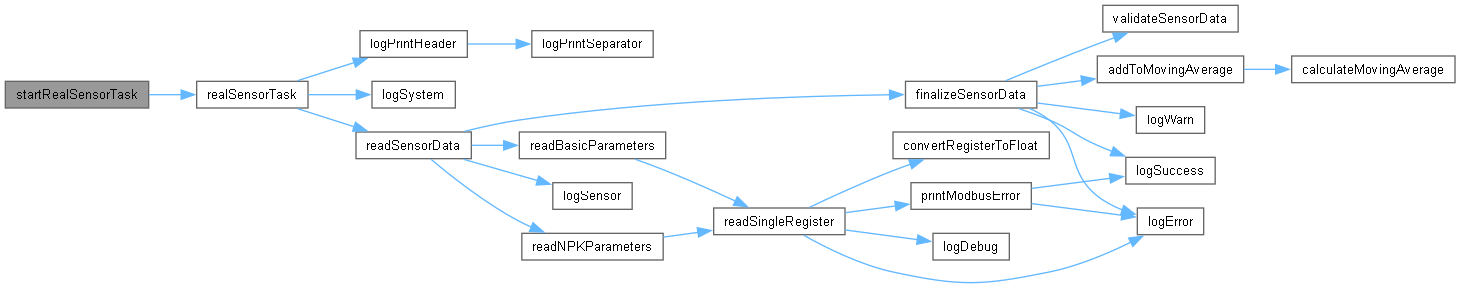 startRealSensorTask
realSensorTask
logPrintHeader
logPrintSeparator
logSystem
readSensorData
readBasicParameters
logSensor
readNPKParameters
readSingleRegister
finalizeSensorData
convertRegisterToFloat
printModbusError
logDebug
validateSensorData
addToMovingAverage
calculateMovingAverage
logWarn
logSuccess
logError